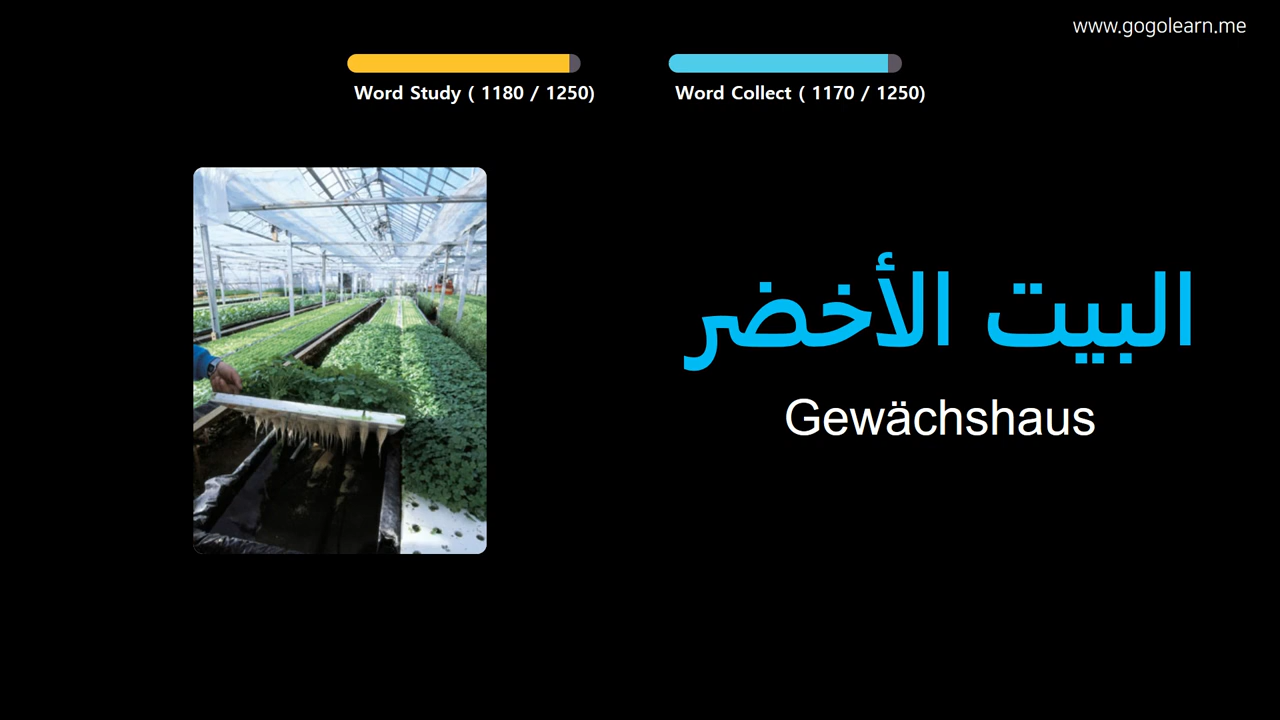 www.gogolearn.me
Word Study ( 1180 / 1250)
Word Collect ( 1170 / 1250)
البيت الأخضر
Gewächshaus